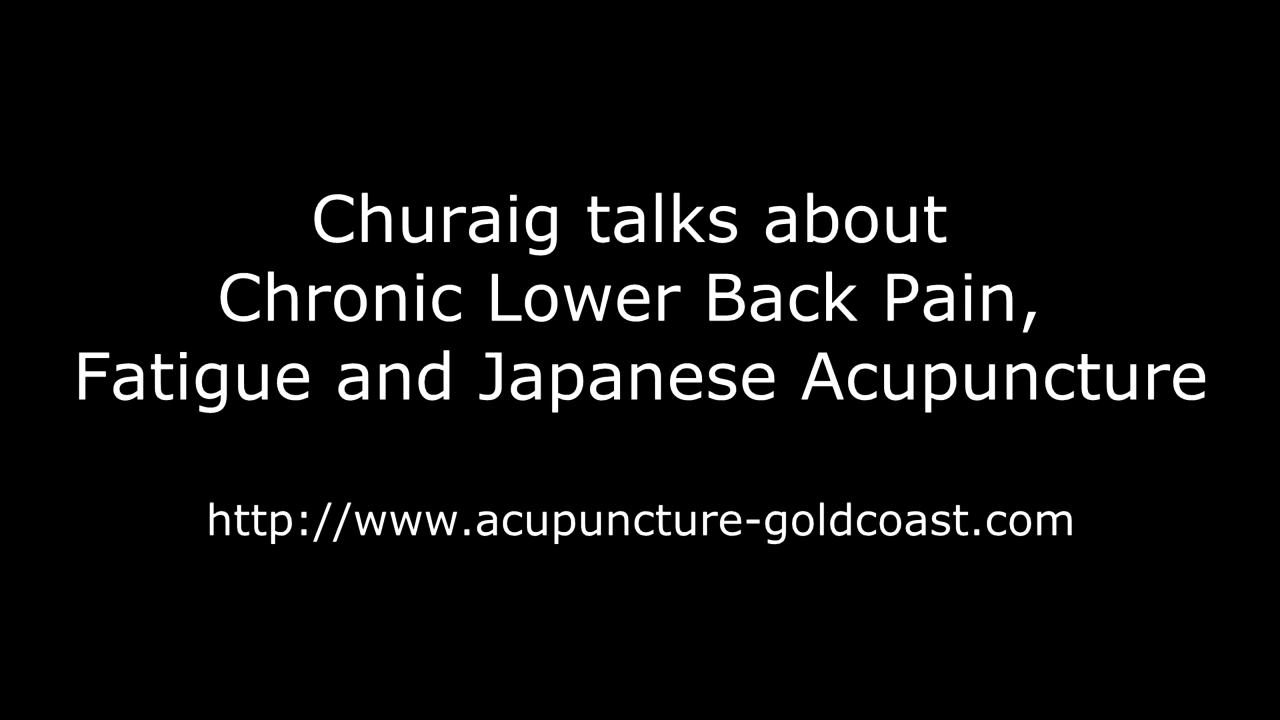 Churaig talks about
Chronic Lower Back Pain,
Fatigue and Japanese Acupuncture
http://www.acupuncture-goldcoast.com